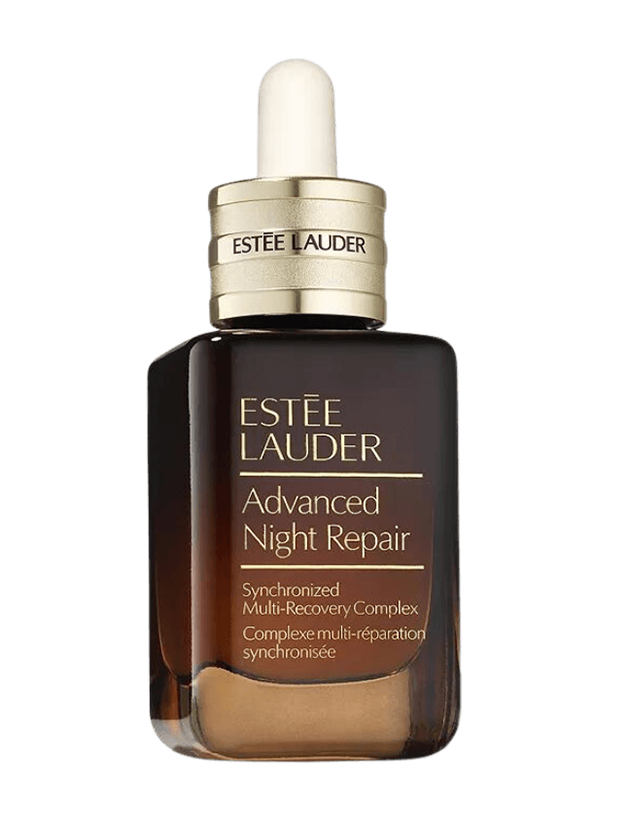 ESTĒE LAUDER
ESTĒE
LAUDER
Advanced
Night Repair
Synchronized
Multi-Recovery Complex
Complexe multi-réparation
synchronisée